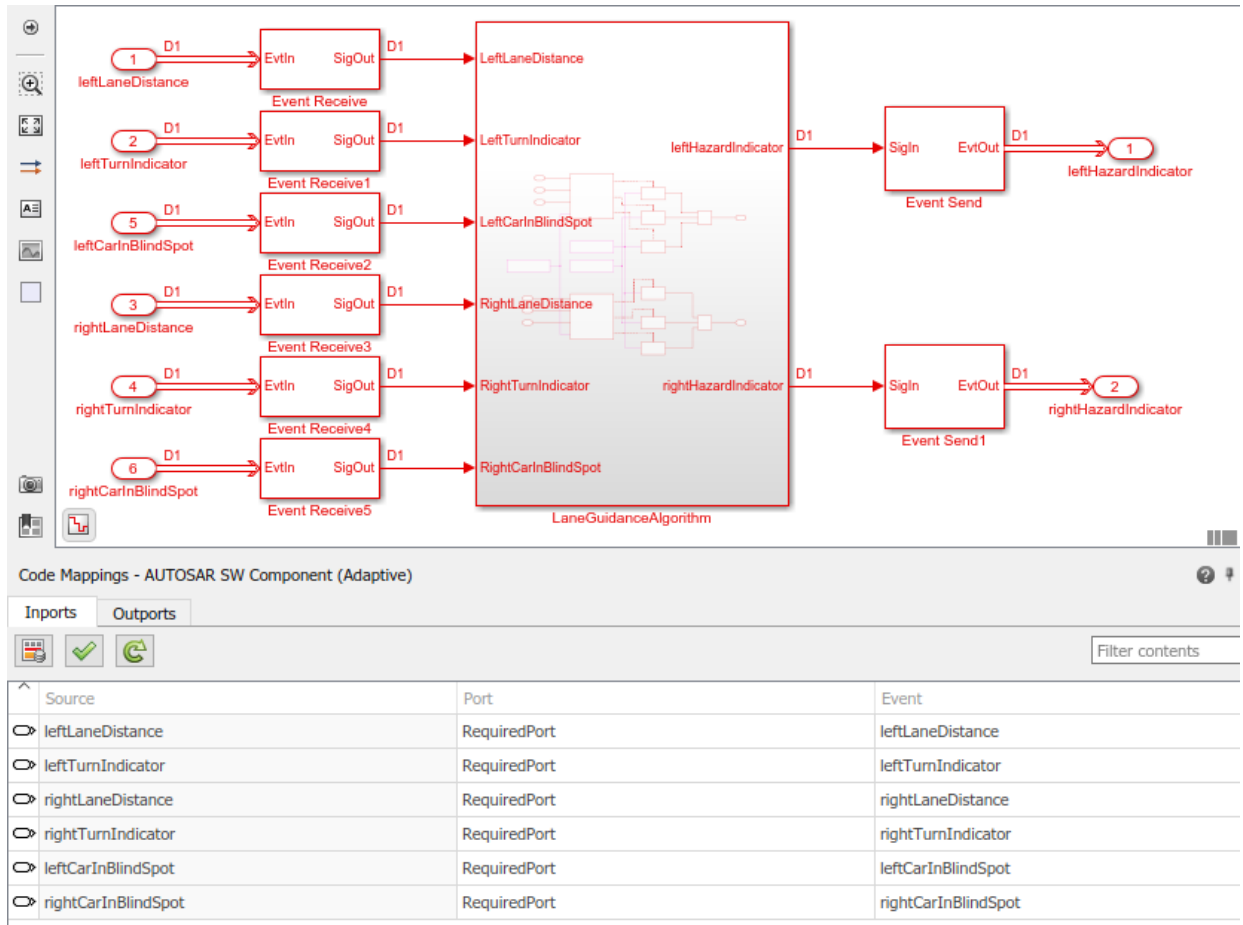 D1
1
leftLaneDistance
EvtIn SigOut
Event Receive
D1
LeftLaneDistance
D1
2
leftTurnIndicator
EvtIn SigOut
Event Receive1
D1
LeftTurnIndicator
D1
5
leftCarInBlindSpot
EvtIn SigOut
Event Receive2
D1
LeftCarInBlindSpot
D1
3
rightLaneDistance
EvtIn SigOut
Event Receive3
D1
RightLaneDistance
D1
4
rightTurnIndicator
EvtIn SigOut
Event Receive4
D1
RightTurnIndicator
D1
6
rightCarInBlindSpot
EvtIn SigOut
Event Receive5
D1
RightCarInBlindSpot
LaneGuidanceAlgorithm
leftHazardIndicator
D1
SigIn EvtOut
Event Send
D1
1
leftHazardIndicator
rightHazardIndicator
D1
SigIn EvtOut
Event Send1
D1
2
rightHazardIndicator
Code Mappings - AUTOSAR SW Component (Adaptive)
Inports Outports
Filter contents
Source Port Event
leftLaneDistance RequiredPort leftLaneDistance
leftTurnIndicator RequiredPort leftTurnIndicator
rightLaneDistance RequiredPort rightLaneDistance
rightTurnIndicator RequiredPort rightTurnIndicator
leftCarInBlindSpot RequiredPort leftCarInBlindSpot
rightCarInBlindSpot RequiredPort rightCarInBlindSpot